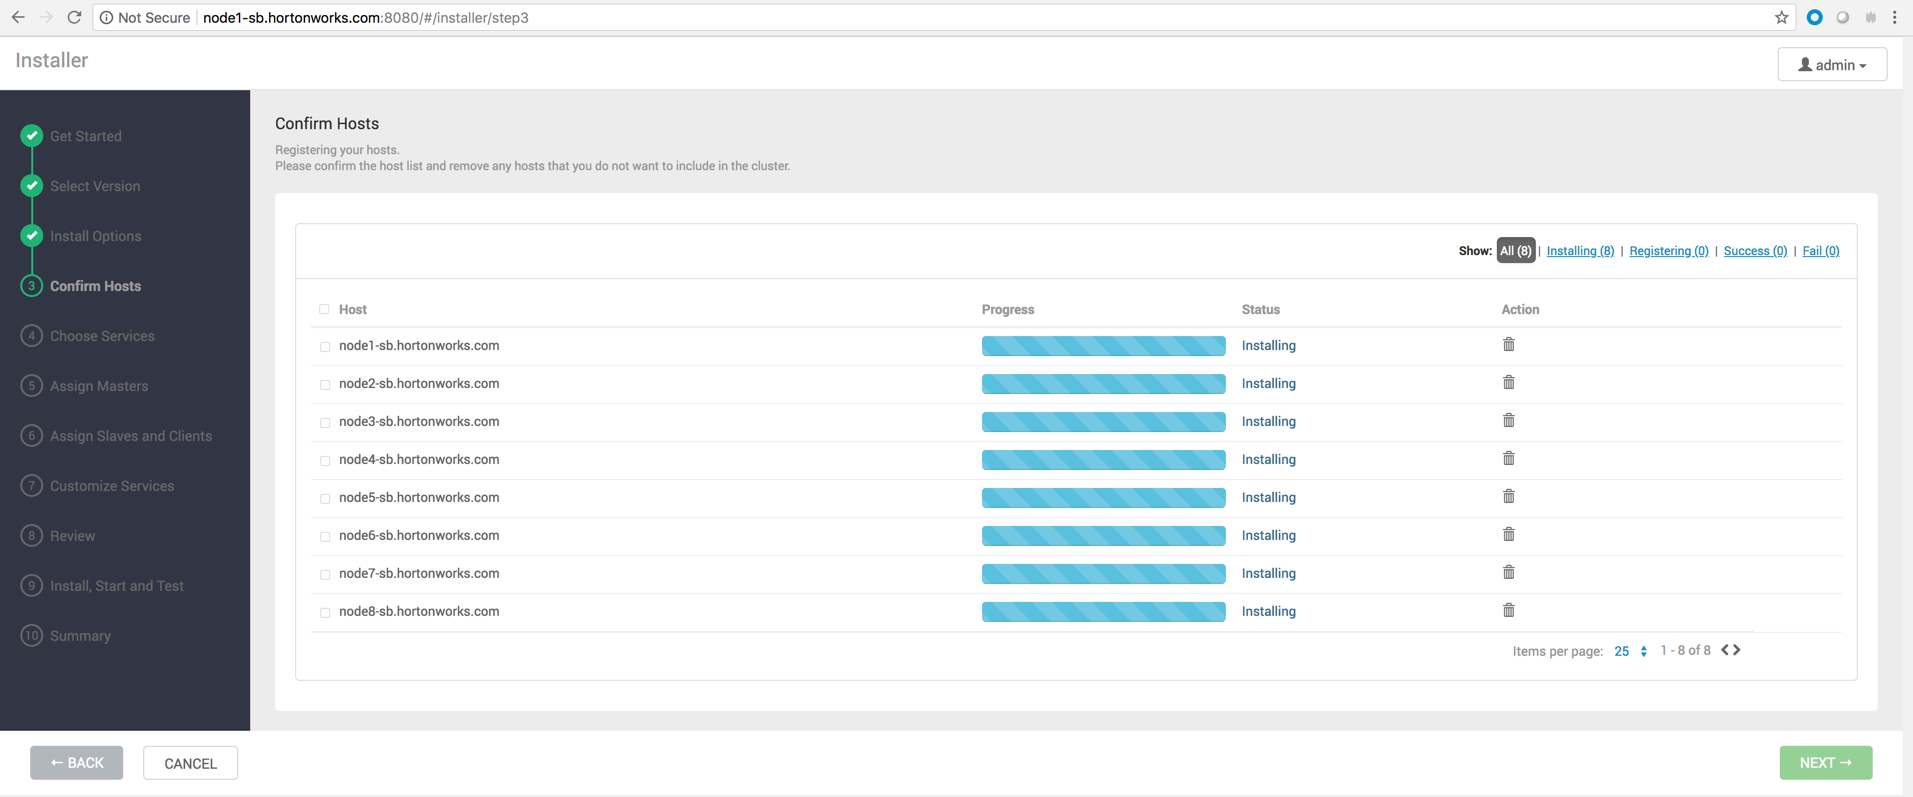 Not Secure node1-sb.hortonworks.com:8080/#/installer/step3
Installer
admin
Get Started
Select Version
Install Options
3 Confirm Hosts
4 Choose Services
5 Assign Masters
6 Assign Slaves and Clients
7 Customize Services
8 Review
9 Install, Start and Test
10 Summary
Confirm Hosts
Registering your hosts.
Please confirm the host list and remove any hosts that you do not want to include in the cluster.
Show: All (8) | Installing (8) | Registering (0) | Success (0) | Fail (0)
Host Progress Status Action
node1-sb.hortonworks.com Installing
node2-sb.hortonworks.com Installing
node3-sb.hortonworks.com Installing
node4-sb.hortonworks.com Installing
node5-sb.hortonworks.com Installing
node6-sb.hortonworks.com Installing
node7-sb.hortonworks.com Installing
node8-sb.hortonworks.com Installing
Items per page: 25 1 - 8 of 8
← BACK CANCEL NEXT →